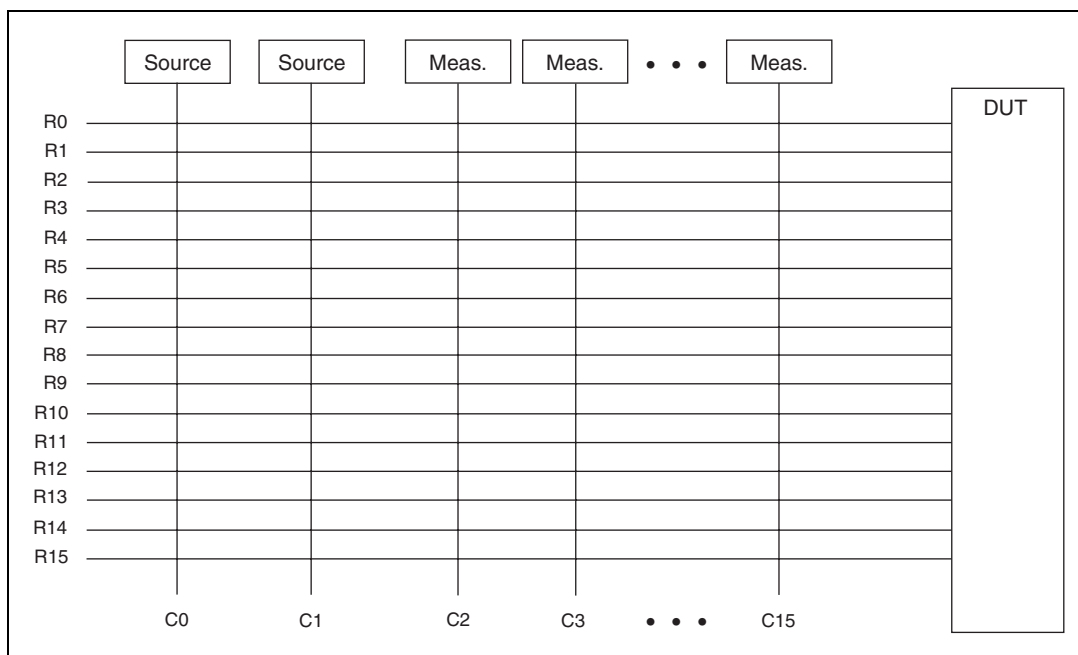 Source Source Meas. Meas. • • • Meas.
DUT
R0
R1
R2
R3
R4
R5
R6
R7
R8
R9
R10
R11
R12
R13
R14
R15
C0 C1 C2 C3 • • • C15